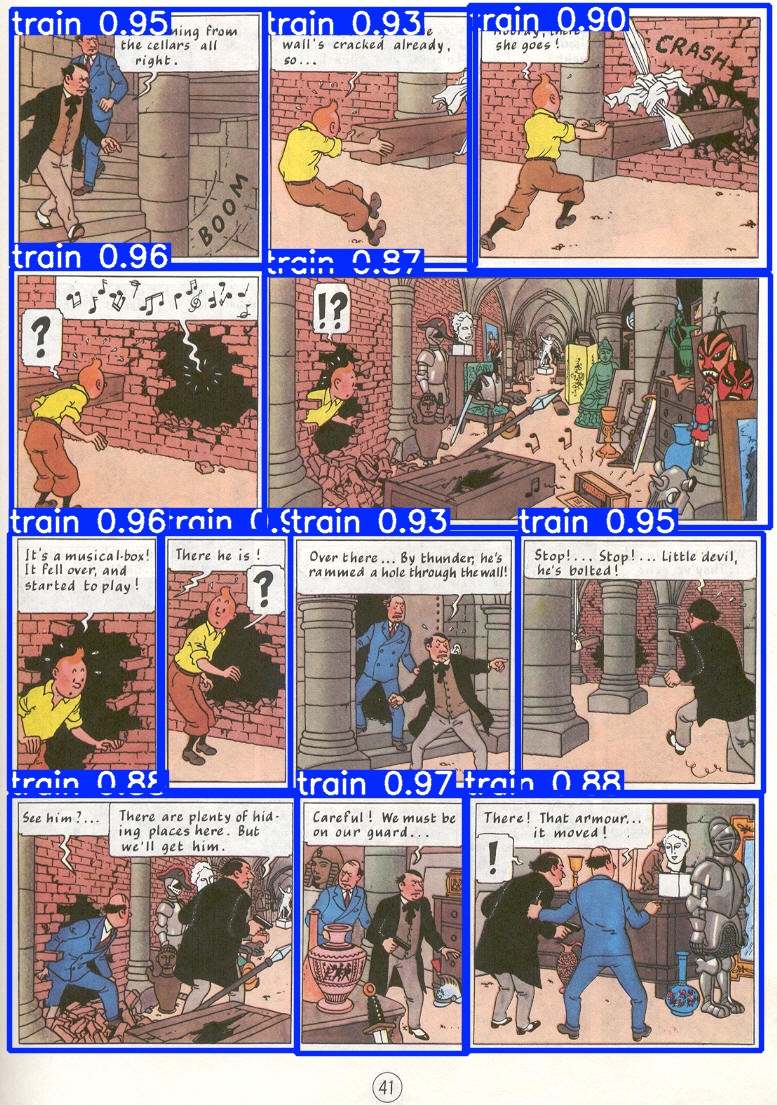 train 0.95
ning from
the cellars all
right.
BOOM
train 0.93
wall's cracked already,
so...
train 0.90
she goes!
CRASH
train 0.96
?
train 0.87
!?
train 0.96
It's a musical-box!
It fell over, and
started to play!
There he is!
?
train 0.93
Over there... By thunder, he's
rammed a hole through the wall!
train 0.95
Stop!... Stop!... Little devil,
he's bolted!
train 0.88
See him?...
There are plenty of hid-
ing places here. But
we'll get him.
train 0.97
Careful! We must be
on our guard...
train 0.88
There! That armour...
it moved!
!
41